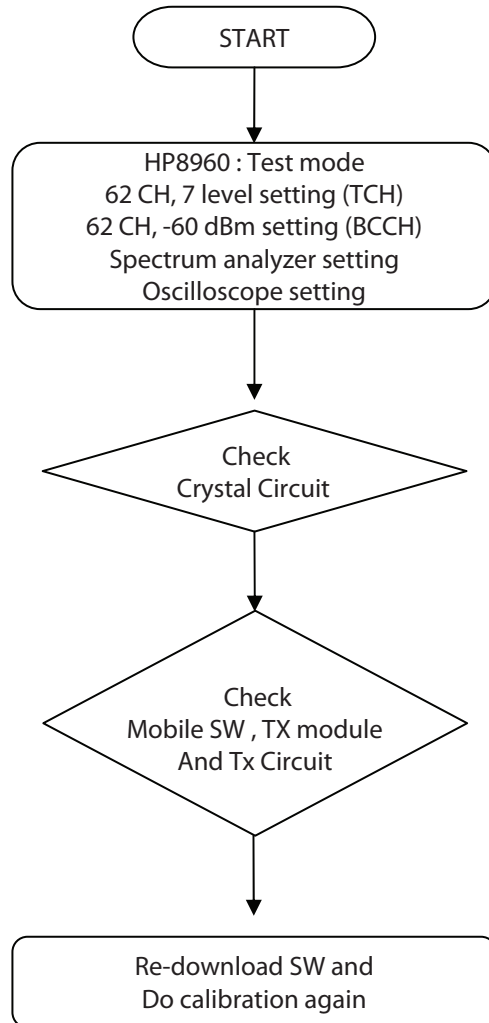 START
HP8960 : Test mode
62 CH, 7 level setting (TCH)
62 CH, -60 dBm setting (BCCH)
Spectrum analyzer setting
Oscilloscope setting
Check
Crystal Circuit
Check
Mobile SW , TX module
And Tx Circuit
Re-download SW and
Do calibration again